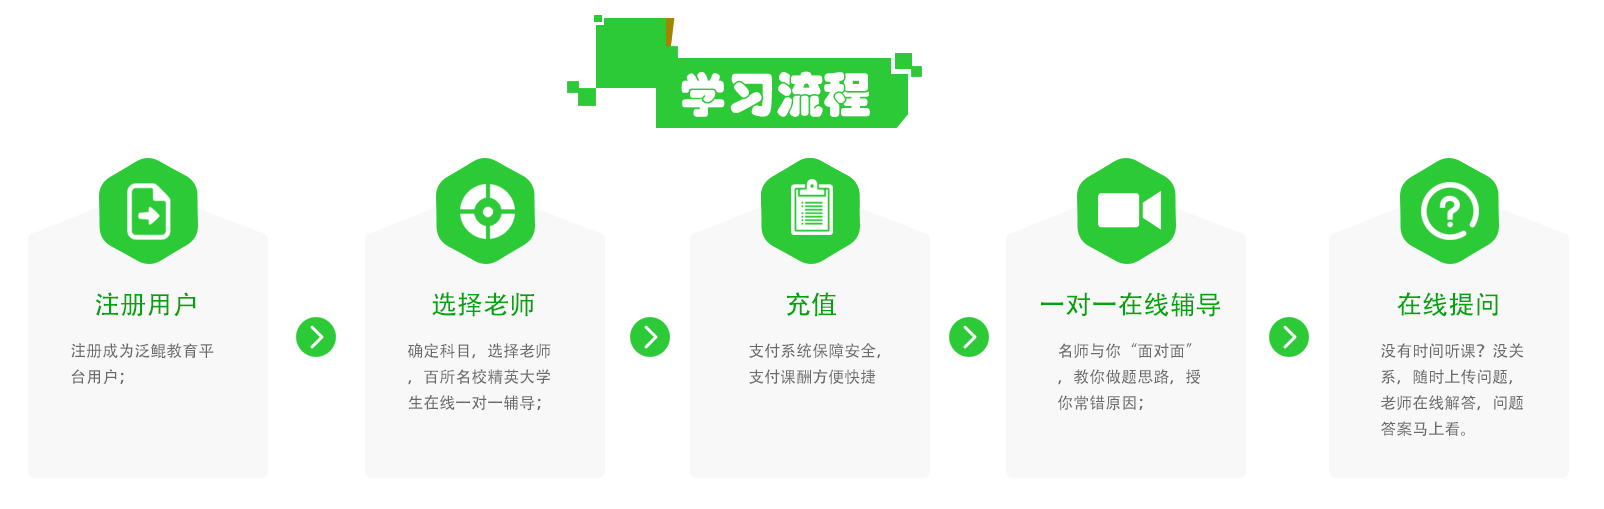 学习流程
注册用户
注册成为泛鲲教育平
台用户；
选择老师
确定科目，选择老师
，百所名校精英大学
生在线一对一辅导；
充值
支付系统保障安全，
支付课酬方便快捷
一对一在线辅导
名师与你“面对面”
，教你做题思路，授
你常错原因；
在线提问
没有时间听课？没关
系，随时上传问题，
老师在线解答，问题
答案马上看。